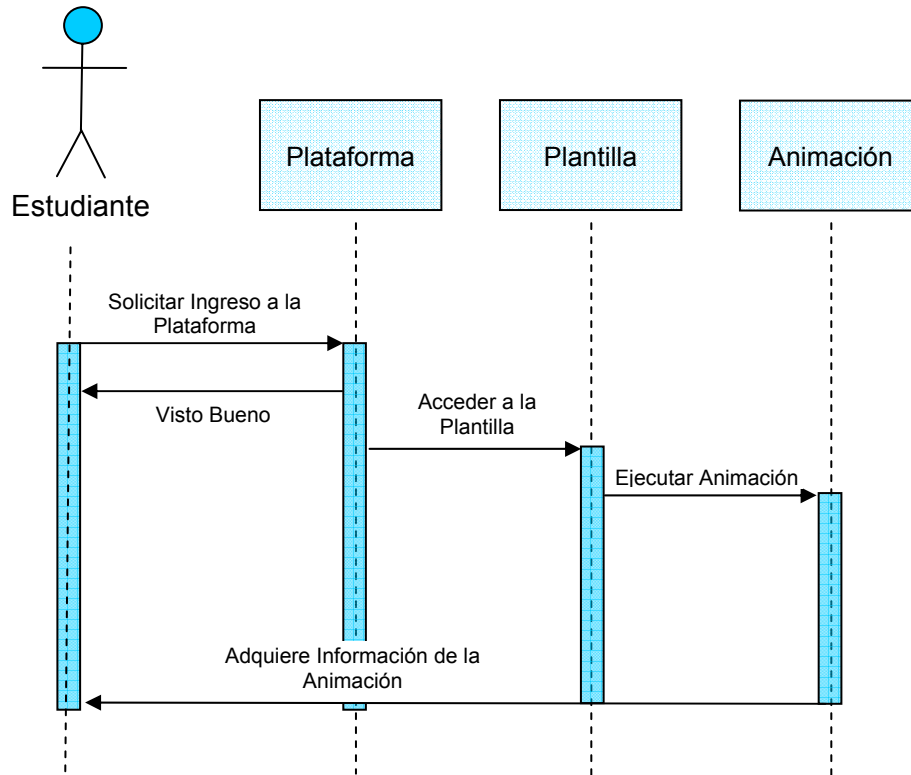 Estudiante
Plataforma
Plantilla
Animación
Solicitar Ingreso a la
Plataforma
Visto Bueno
Acceder a la
Plantilla
Ejecutar Animación
Adquiere Información de la
Animación